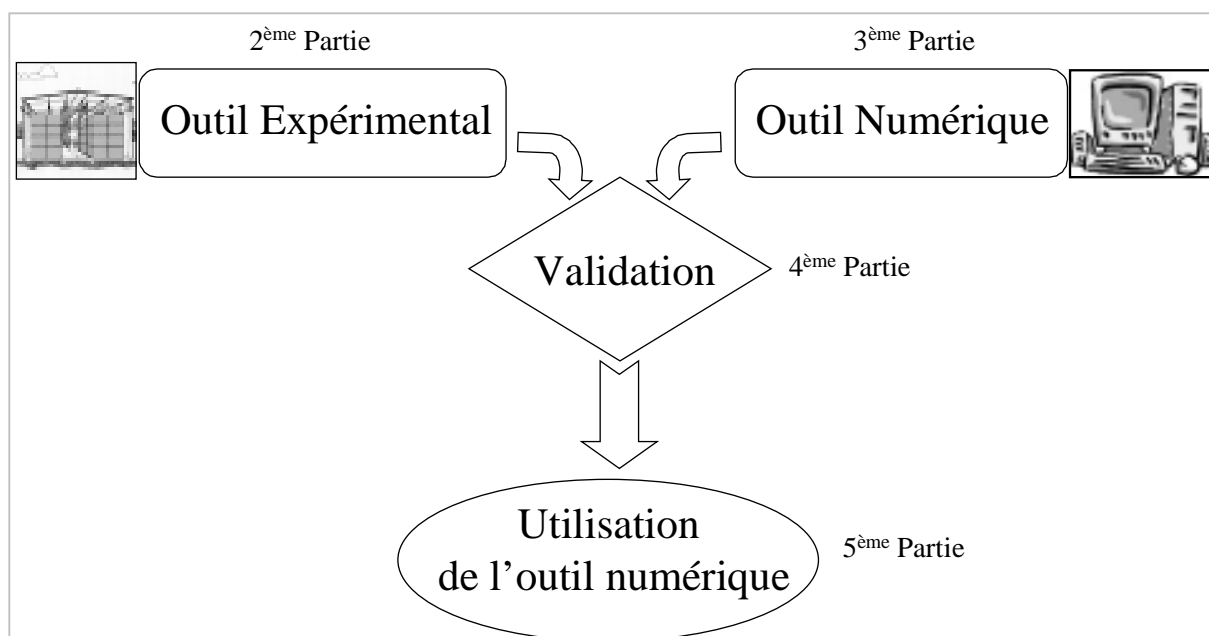 2ème Partie
3ème Partie
Outil Expérimental
Outil Numérique
Validation
4ème Partie
Utilisation
de l’outil numérique
5ème Partie